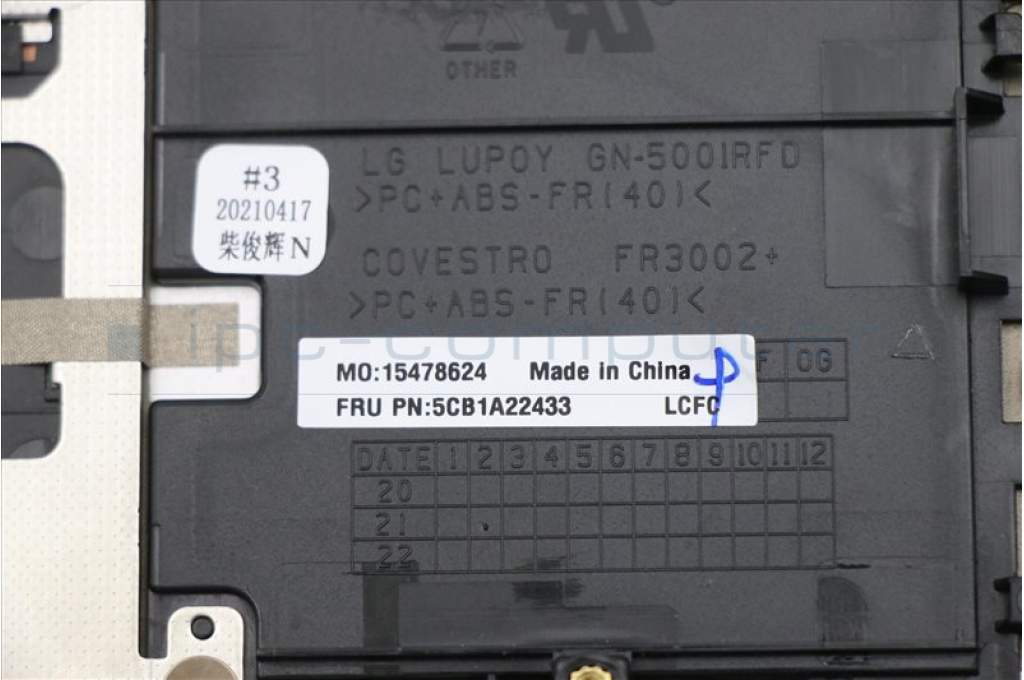 OTHER
LG LUPOY GN-5001RFD
>PC+ABS-FR(40)<
#3
20210417
柴俊辉N
COVESTRO FR3002+
>PC+ABS-FR(40)<
ipc-computer
MO:15478624 Made in China
FRU PN:5CB1A22433 LCFC
F OG
DATE 1 2 3 4 5 6 7 8 9 10 11 12
20
21
22